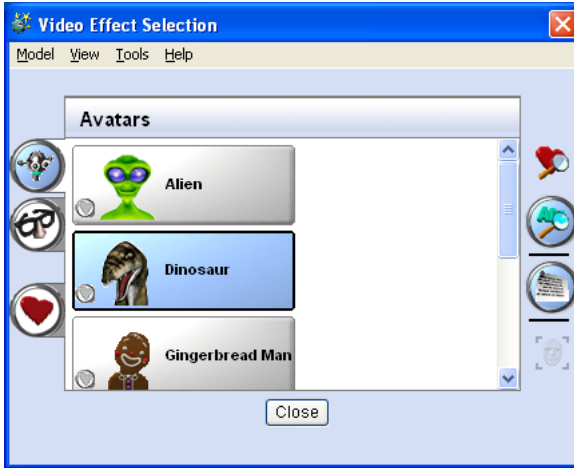 Video Effect Selection
Model View Tools Help
Avatars
Alien
Dinosaur
Gingerbread Man
Close